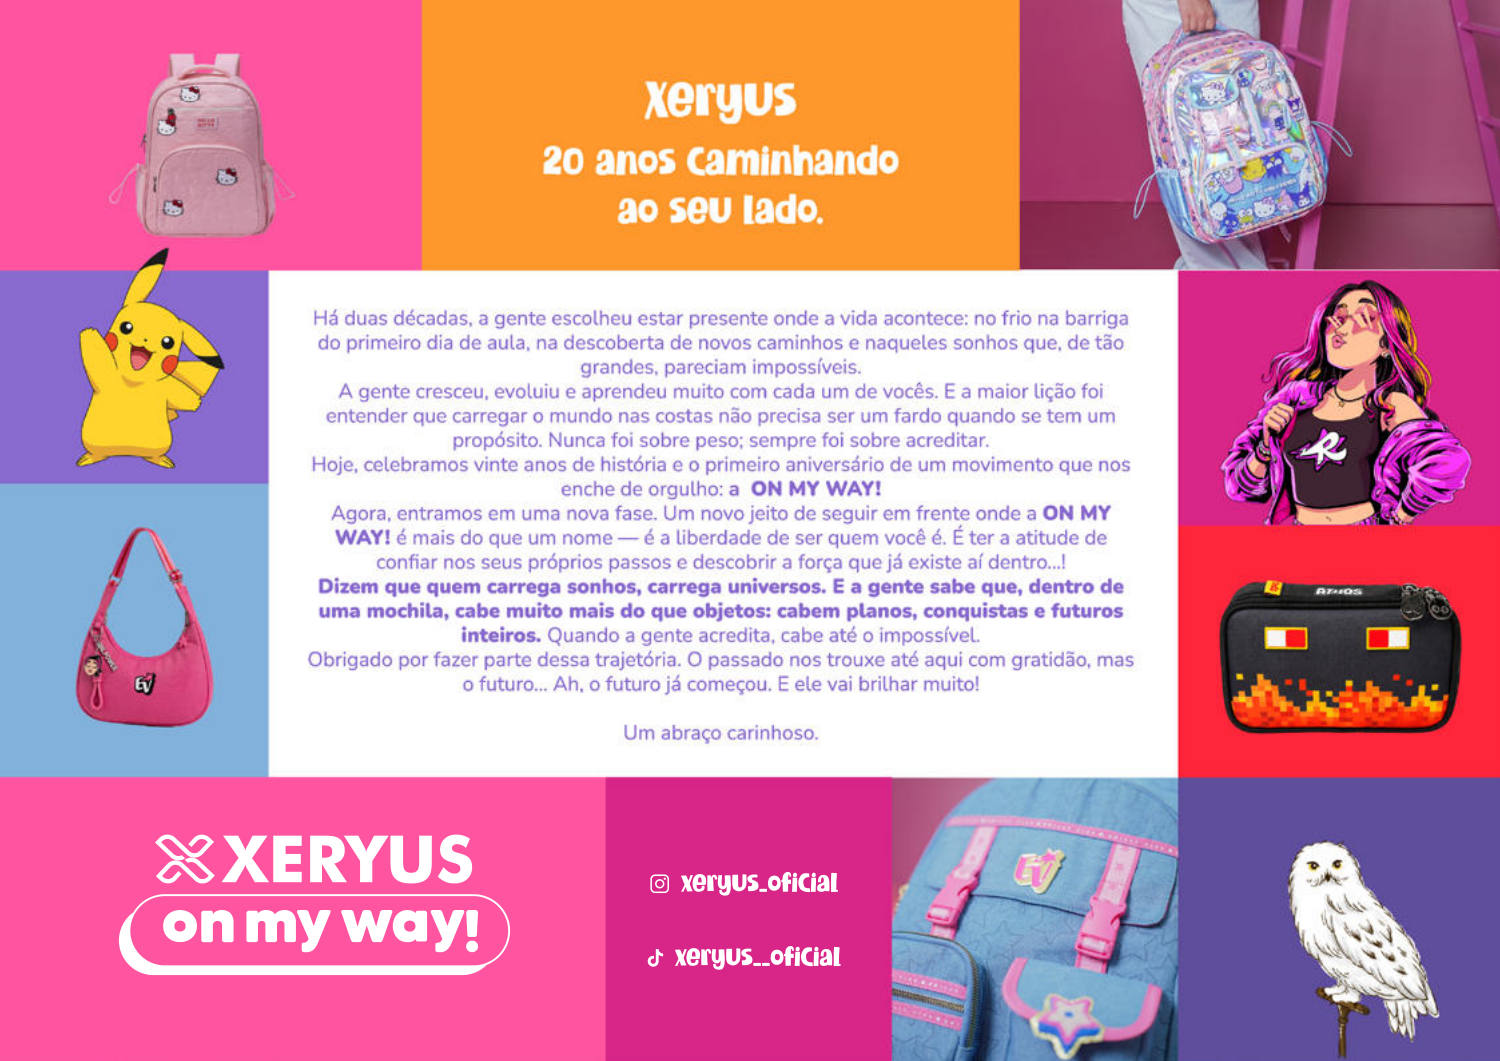 Xeryus
20 anos Caminhando
ao seu lado.
HELLO
KITTY
Há duas décadas, a gente escolheu estar presente onde a vida acontece: no frio na barriga
do primeiro dia de aula, na descoberta de novos caminhos e naqueles sonhos que, de tão
grandes, pareciam impossíveis.
A gente cresceu, evoluiu e aprendeu muito com cada um de vocês. E a maior lição foi
entender que carregar o mundo nas costas não precisa ser um fardo quando se tem um
propósito. Nunca foi sobre peso; sempre foi sobre acreditar.
Hoje, celebramos vinte anos de história e o primeiro aniversário de um movimento que nos
enche de orgulho: a ON MY WAY!
Agora, entramos em uma nova fase. Um novo jeito de seguir em frente onde a ON MY
WAY! é mais do que um nome — é a liberdade de ser quem você é. É ter a atitude de
confiar nos seus próprios passos e descobrir a força que já existe aí dentro...!
Dizem que quem carrega sonhos, carrega universos. E a gente sabe que, dentro de
uma mochila, cabe muito mais do que objetos: cabem planos, conquistas e futuros
inteiros. Quando a gente acredita, cabe até o impossível.
Obrigado por fazer parte dessa trajetória. O passado nos trouxe até aqui com gratidão, mas
o futuro... Ah, o futuro já começou. E ele vai brilhar muito!
Um abraço carinhoso.
R
EV
ATHOS
XERYUS
on my way!
xeryus_oficial
xeryus__oficial
EV